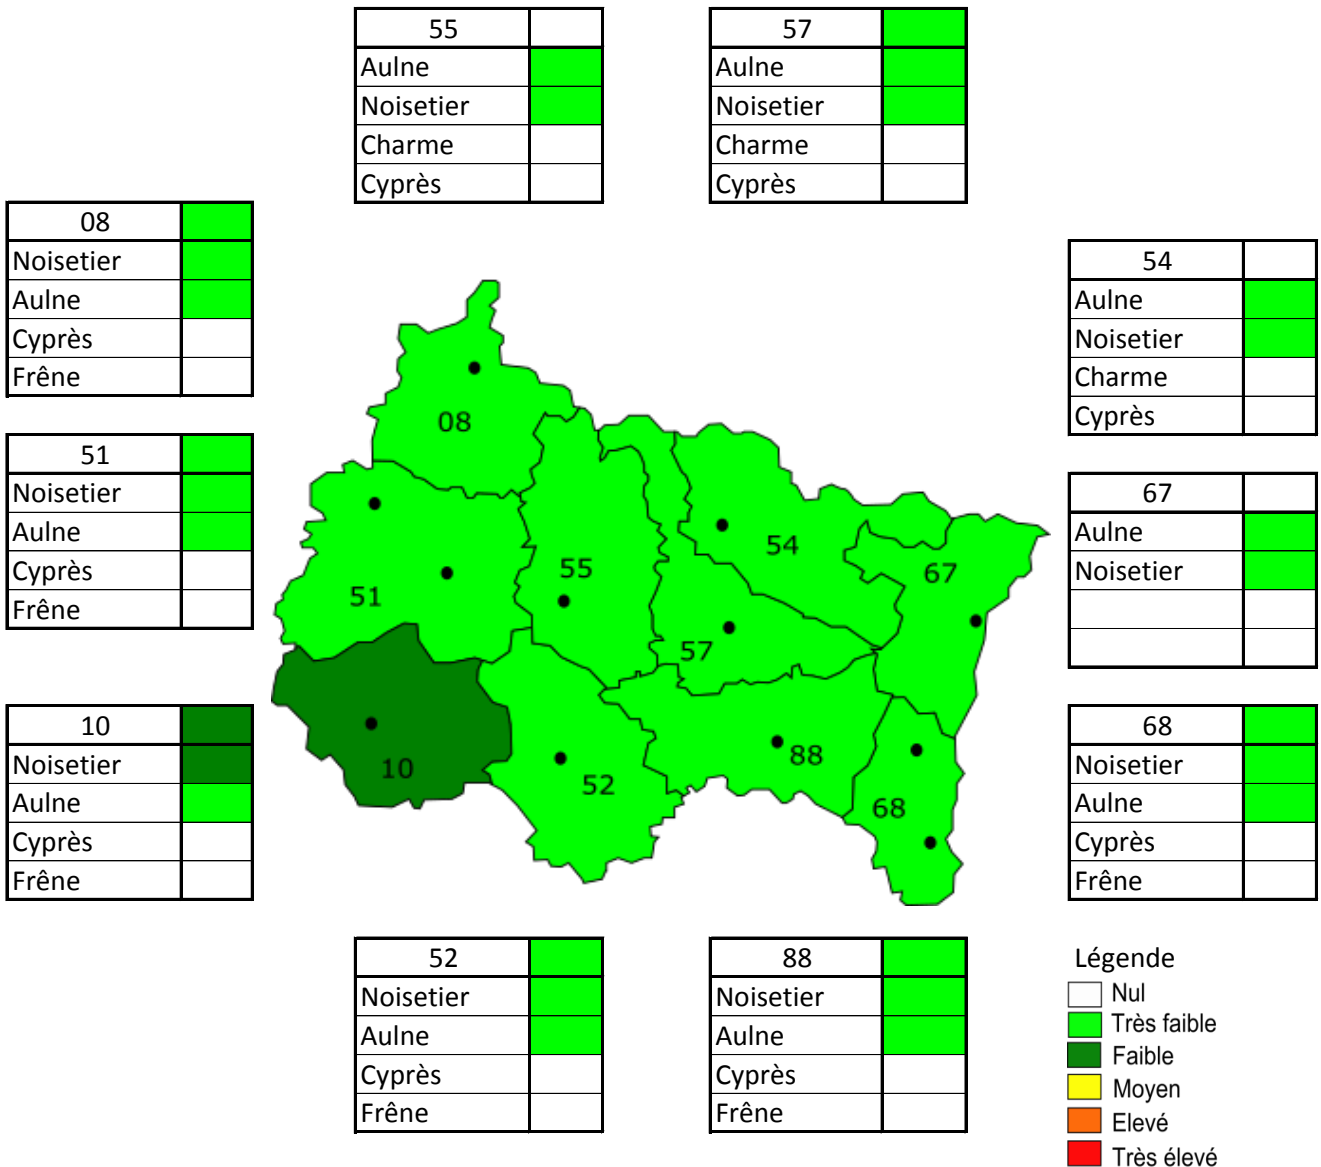 55
Aulne
Noisetier
Charme
Cyprès
57
Aulne
Noisetier
Charme
Cyprès
08
Noisetier
Aulne
Cyprès
Frêne
54
Aulne
Noisetier
Charme
Cyprès
51
Noisetier
Aulne
Cyprès
Frêne
67
Aulne
Noisetier
10
Noisetier
Aulne
Cyprès
Frêne
68
Noisetier
Aulne
Cyprès
Frêne
08
54
55
67
51
57
88
10
52
68
52
Noisetier
Aulne
Cyprès
Frêne
88
Noisetier
Aulne
Cyprès
Frêne
Légende
Nul
Très faible
Faible
Moyen
Elevé
Très élevé